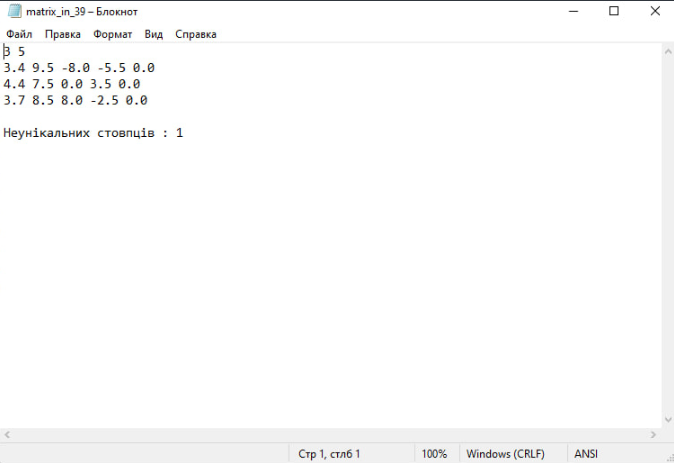 matrix_in_39 – Блокнот
Файл Правка Формат Вид Справка
3 5
3.4 9.5 -8.0 -5.5 0.0
4.4 7.5 0.0 3.5 0.0
3.7 8.5 8.0 -2.5 0.0
Неунікальних стовпців : 1
Стр 1, стлб 1 100% Windows (CRLF) ANSI